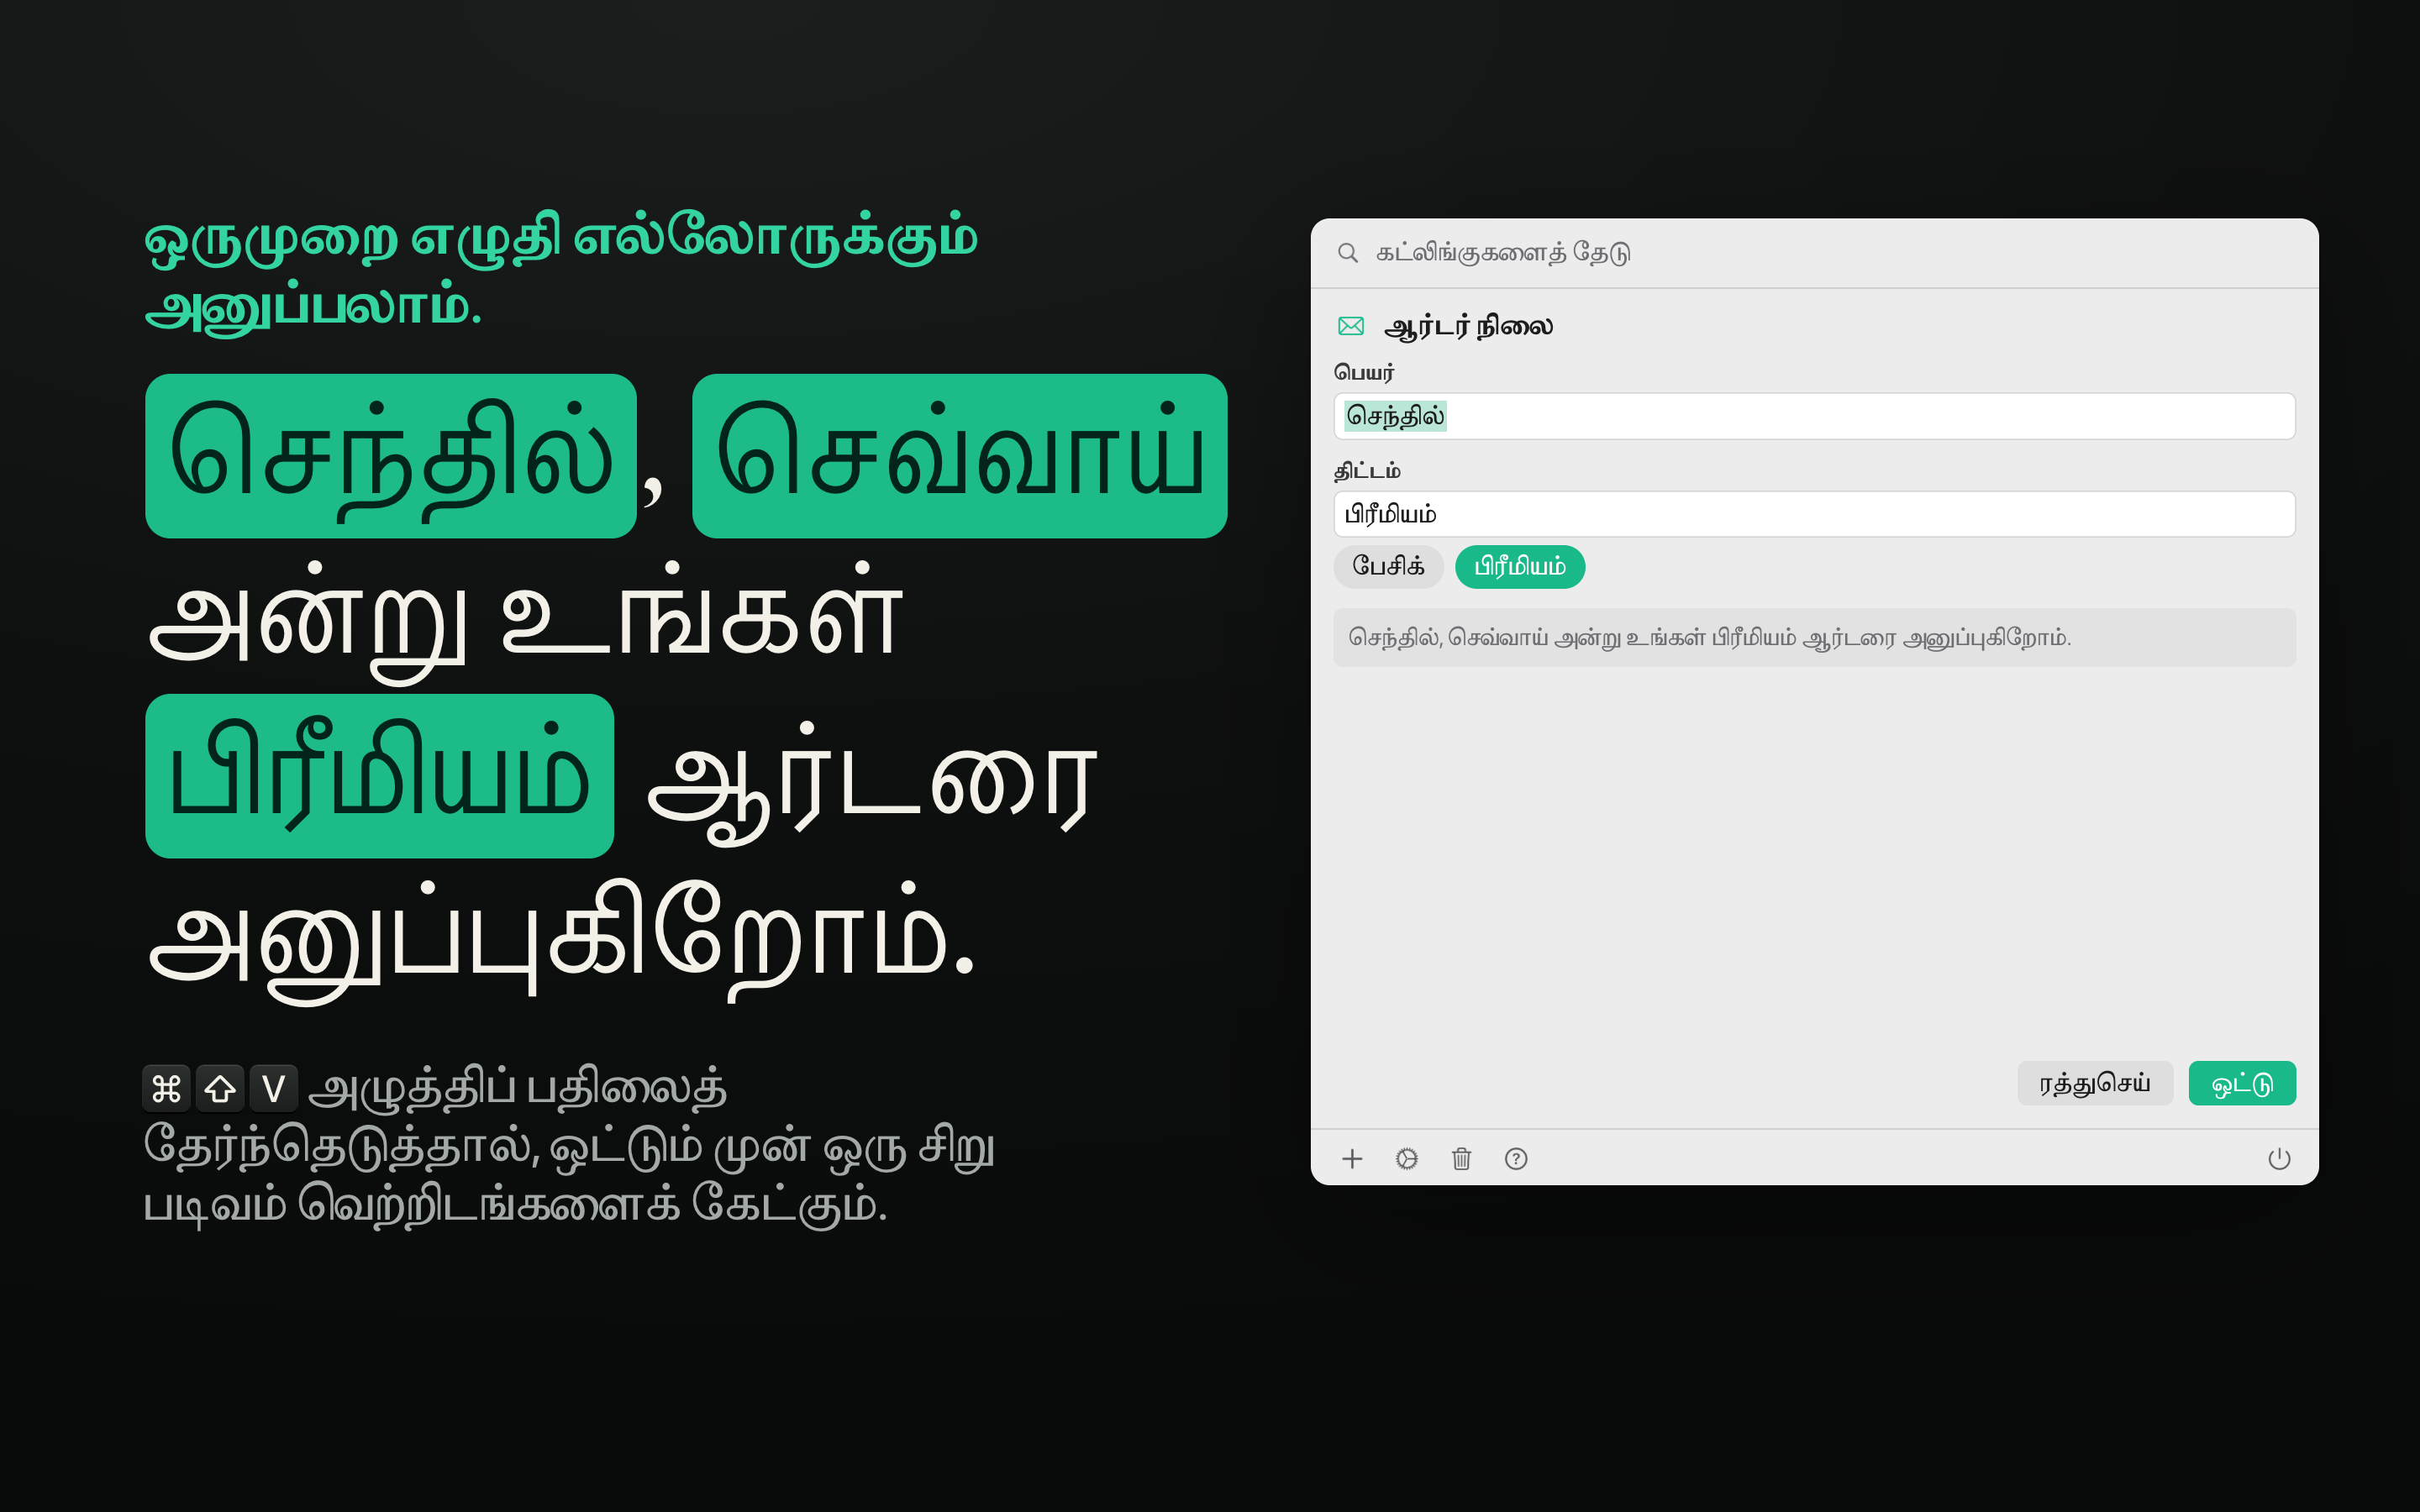 ஒருமுறை எழுதி எல்லோருக்கும்
அனுப்பலாம்.
செந்தில், செவ்வாய்
அன்று உங்கள்
பிரீமியம் ஆர்டரை
அனுப்புகிறோம்.
⌘ ⇧ V அழுத்திப் பதிலைத்
தேர்ந்தெடுத்தால், ஒட்டும் முன் ஒரு சிறு
படிவம் வெற்றிடங்களைக் கேட்கும்.
கட்லிங்குகளைத் தேடு
ஆர்டர் நிலை
பெயர்
செந்தில்
திட்டம்
பிரீமியம்
பேசிக் பிரீமியம்
செந்தில், செவ்வாய் அன்று உங்கள் பிரீமியம் ஆர்டரை அனுப்புகிறோம்.
ரத்துசெய் ஒட்டு